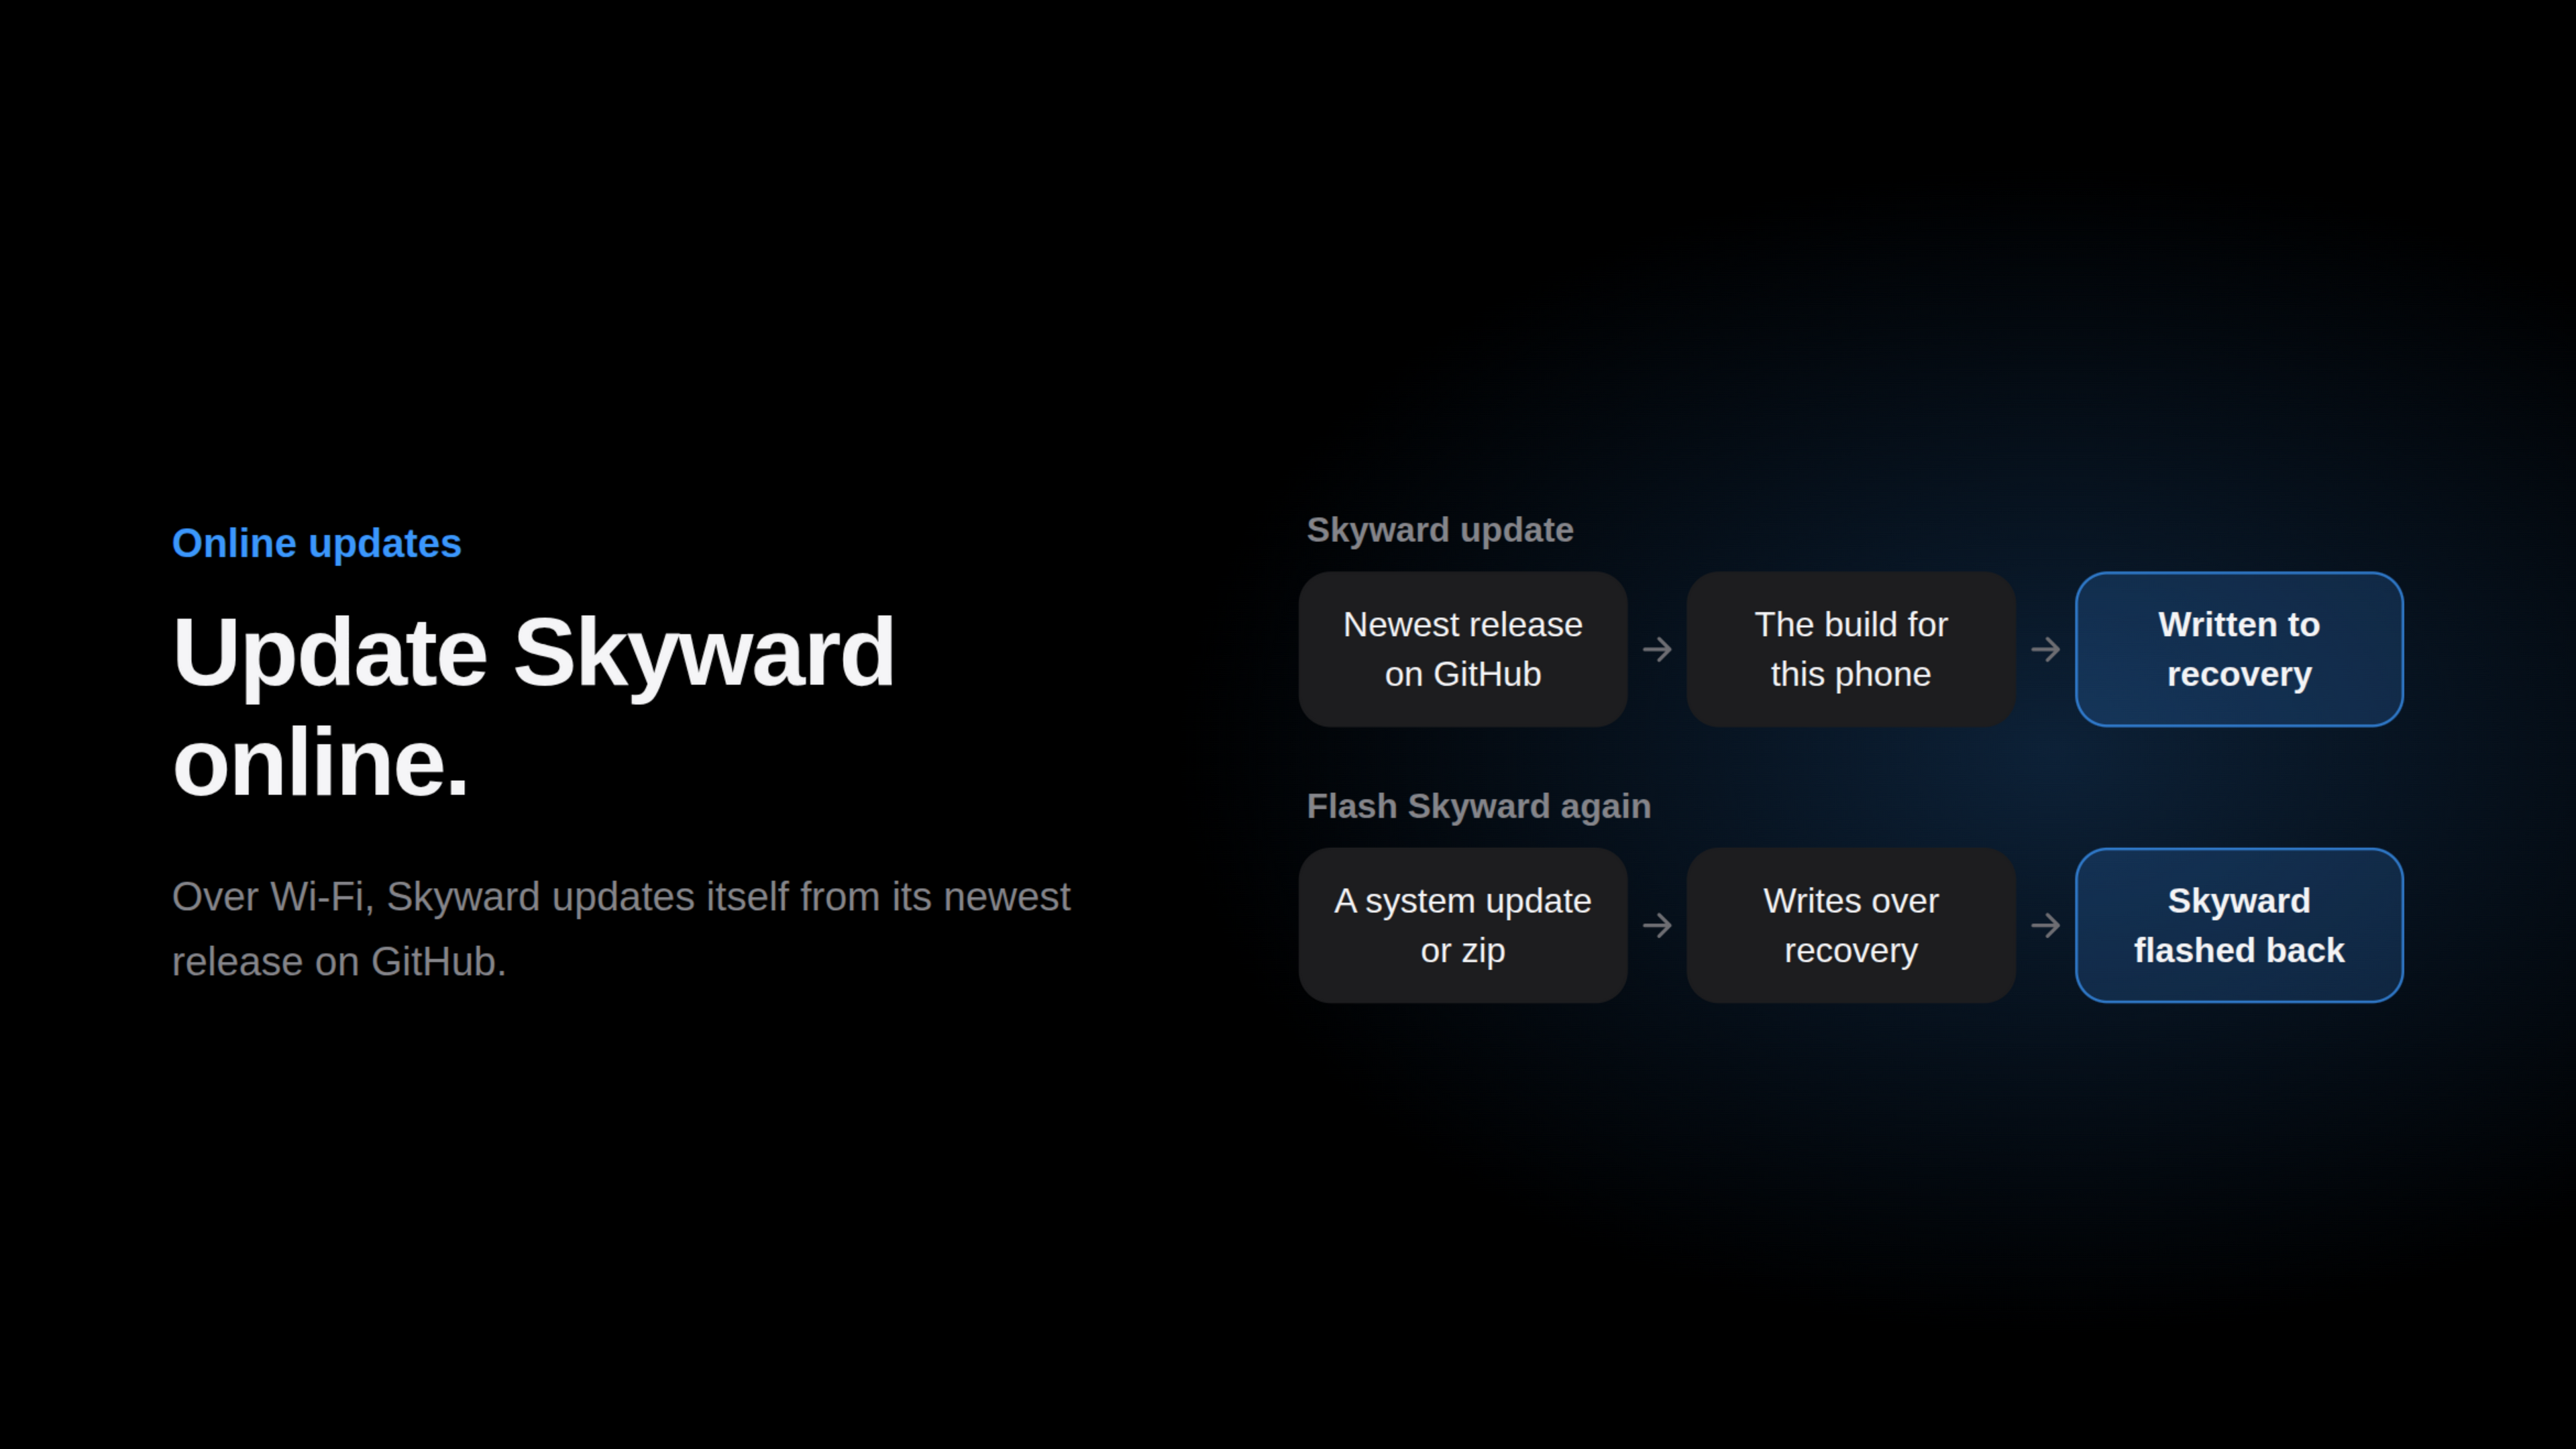 Online updates
Update Skyward
online.
Over Wi-Fi, Skyward updates itself from its newest
release on GitHub.
Skyward update
Newest release
on GitHub
The build for
this phone
Written to
recovery
Flash Skyward again
A system update
or zip
Writes over
recovery
Skyward
flashed back